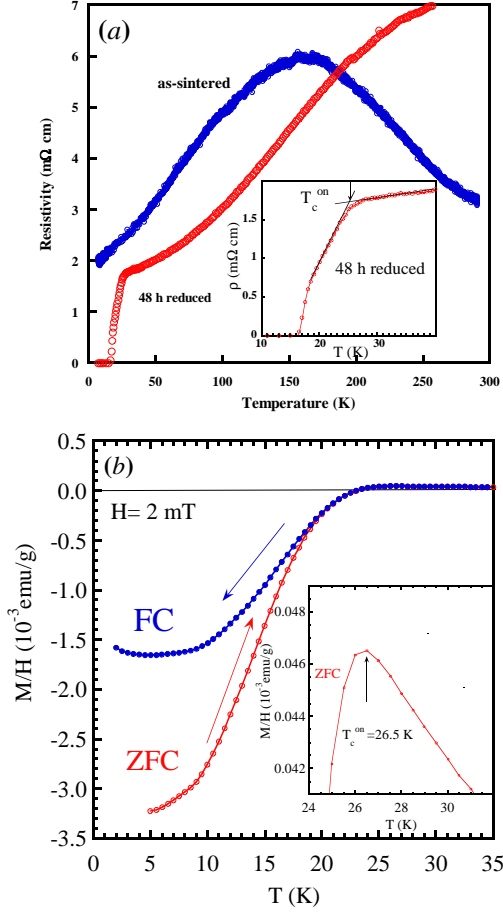 (a)
7
6
5
4
3
2
1
0
Resistivity (mΩ cm)
as-sintered
48 h reduced
0 50 100 150 200 250 300
Temperature (K)
T_c^on
48 h reduced
1.5
1
0.5
0
ρ (mΩ cm)
10 20 30
T (K)
(b)
0.5
0.0
-0.5
-1.0
-1.5
-2.0
-2.5
-3.0
-3.5
M/H (10^-3 emu/g)
H= 2 mT
FC
ZFC
0 5 10 15 20 25 30 35
T (K)
0.048
0.046
0.044
0.042
M/H (10^-3 emu/g)
ZFC
T_c^on =26.5 K
24 26 28 30
T (K)